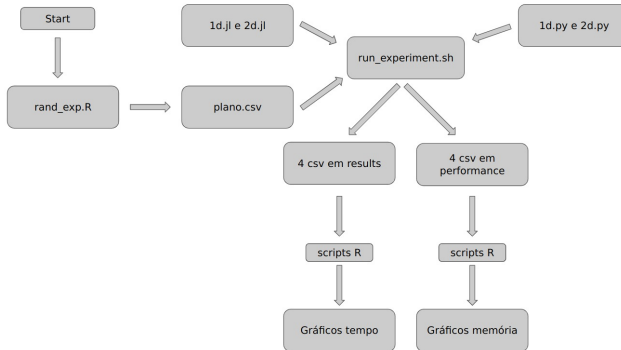 Start
1d.jl e 2d.jl
1d.py e 2d.py
run_experiment.sh
rand_exp.R
plano.csv
4 csv em results
4 csv em
performance
scripts R
scripts R
Gráficos tempo
Gráficos memória